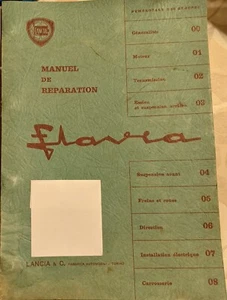 LANCIA
MANUEL
DE
REPARATION
Flavia
LANCIA & C.
Généralités 00
Moteur 01
Transmission 02
Essieu
et suspension arrière 03
Suspension avant 04
Freins et roues 05
Direction 06
Installation électrique 07
Carrosserie 08